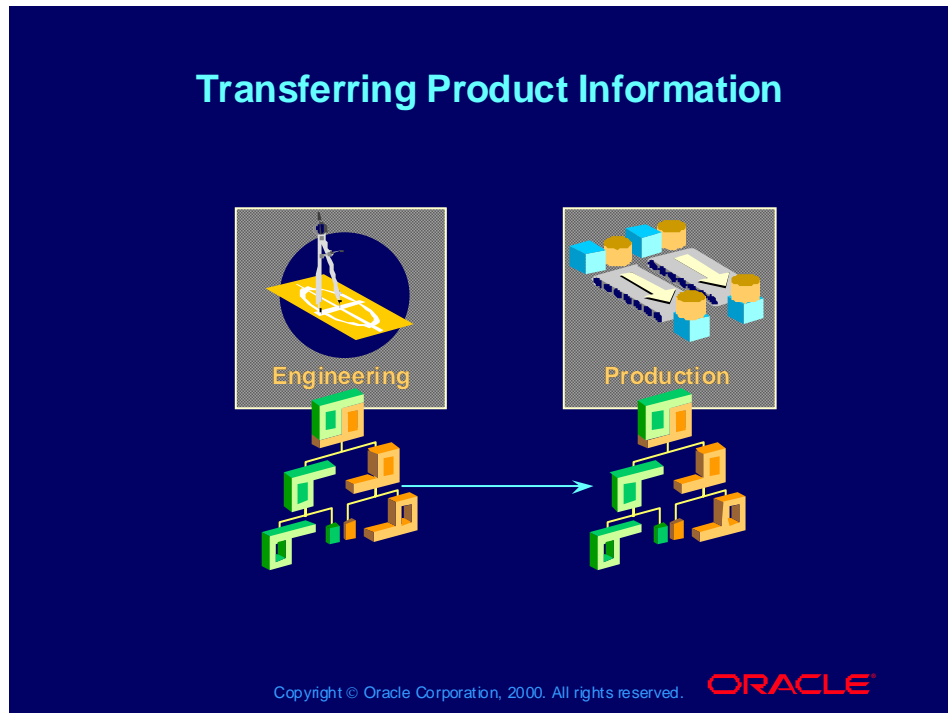 Transferring Product Information
Engineering
Production
Copyright © Oracle Corporation, 2000. All rights reserved.
ORACLE®